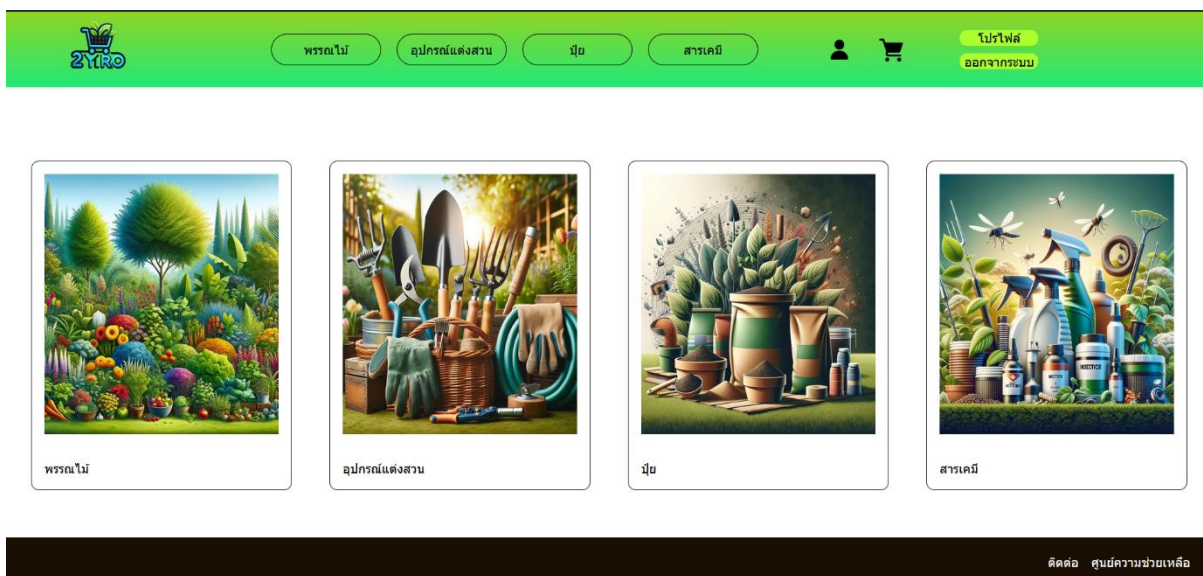 2YIRO
พรรณไม้
อุปกรณ์แต่งสวน
ปุ๋ย
สารเคมี
โปรไฟล์
ออกจากระบบ
พรรณไม้
อุปกรณ์แต่งสวน
ปุ๋ย
สารเคมี
ติดต่อ ศูนย์ความช่วยเหลือ